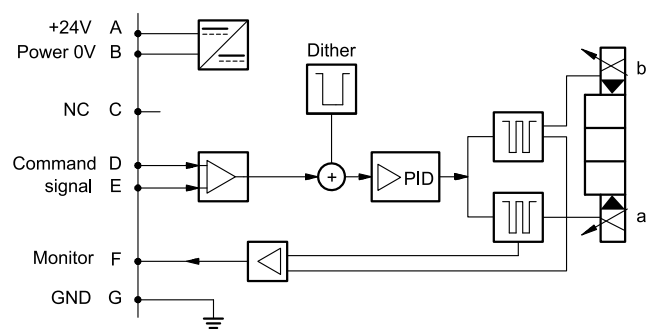 +24V A
Power 0V B
Dither
b
NC C
Command D
signal E
+
PID
a
Monitor F
GND G